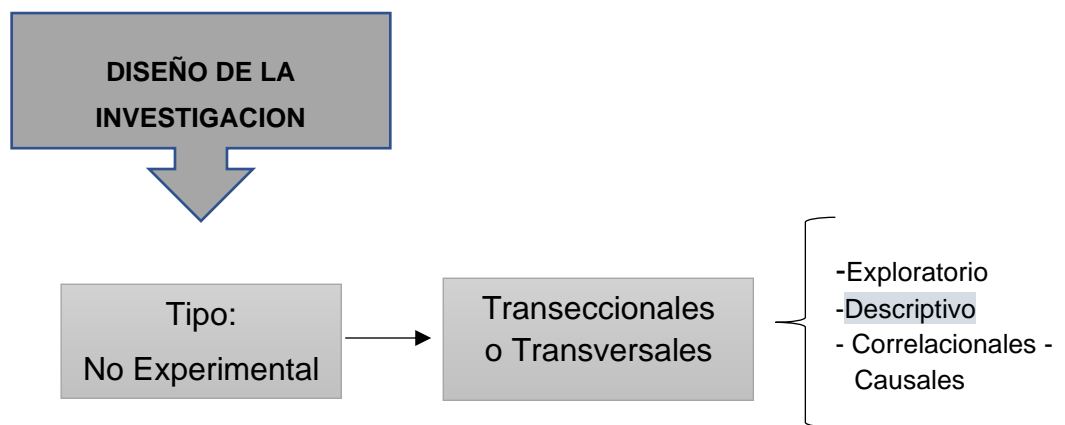 DISEÑO DE LA
INVESTIGACION
Tipo:
No Experimental
Transeccionales
o Transversales
-Exploratorio
-Descriptivo
- Correlacionales -
Causales